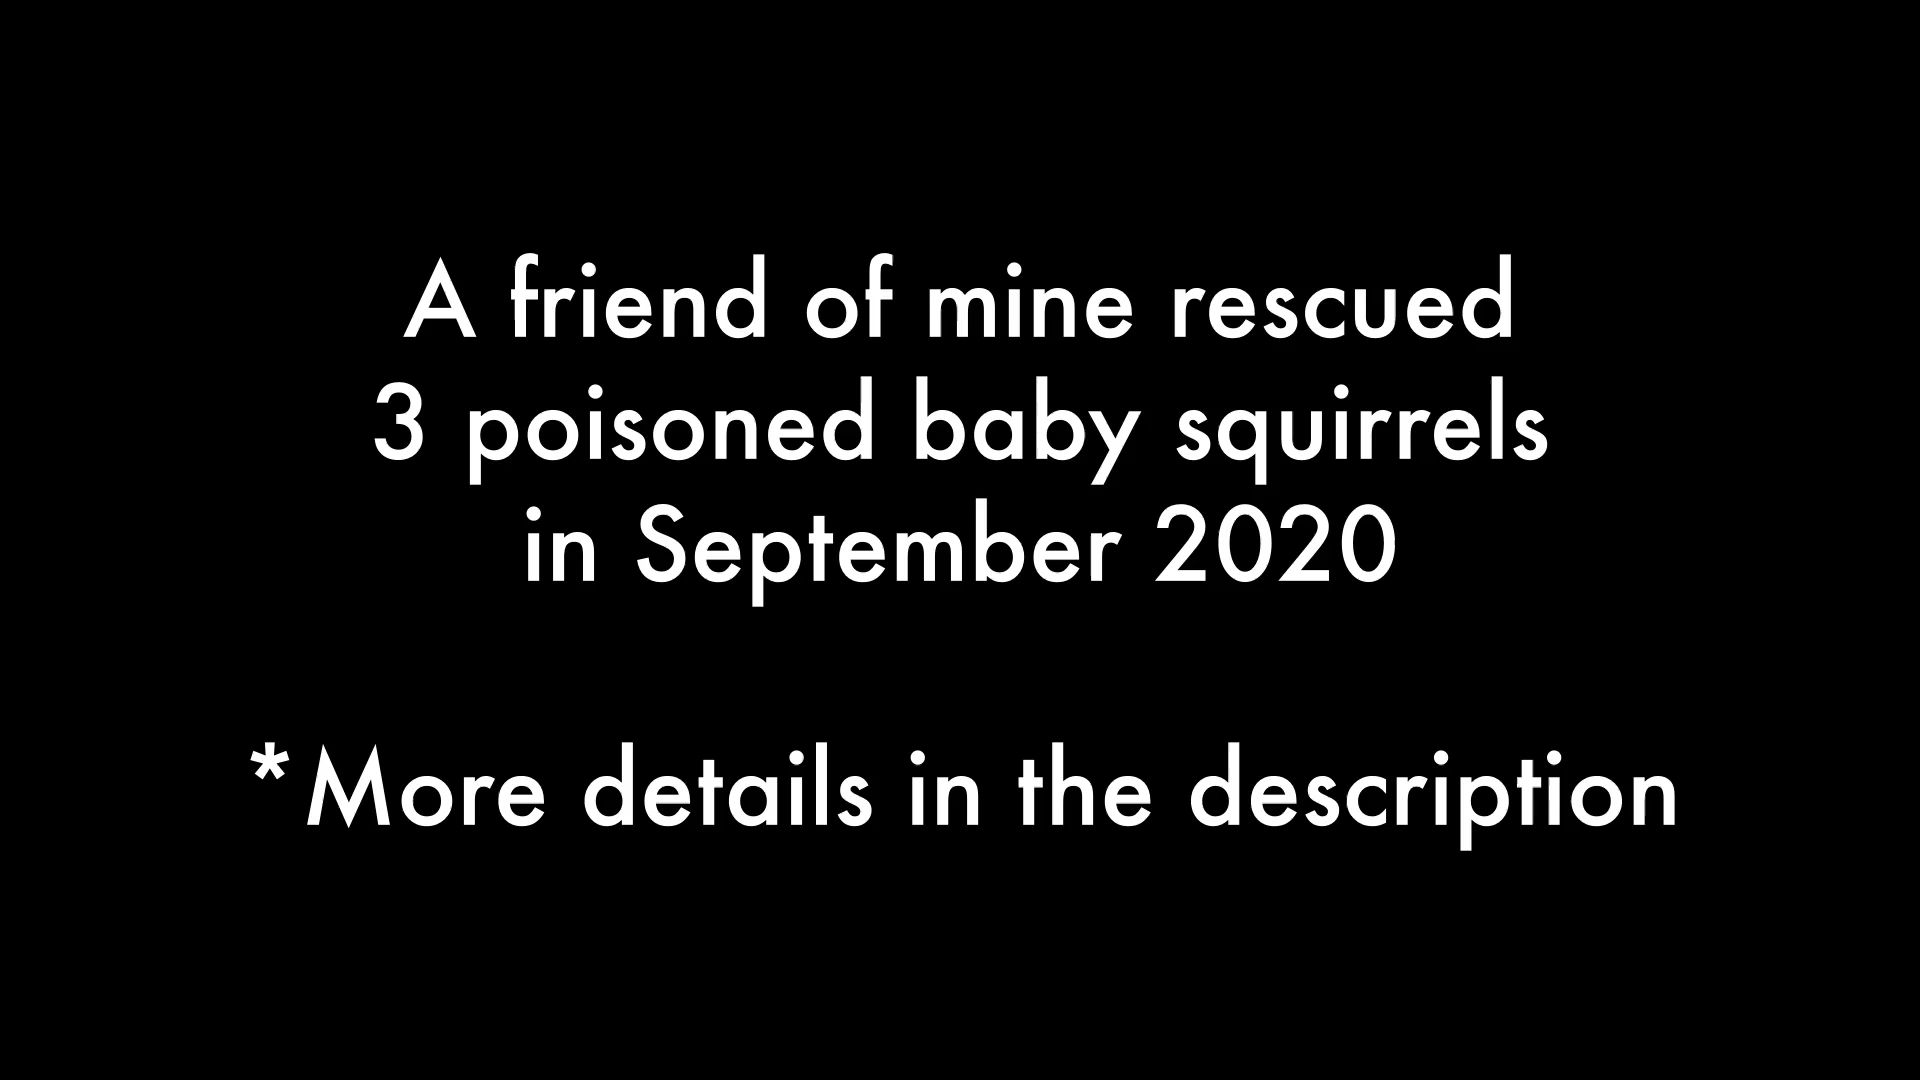 A friend of mine rescued
3 poisoned baby squirrels
in September 2020
*More details in the description